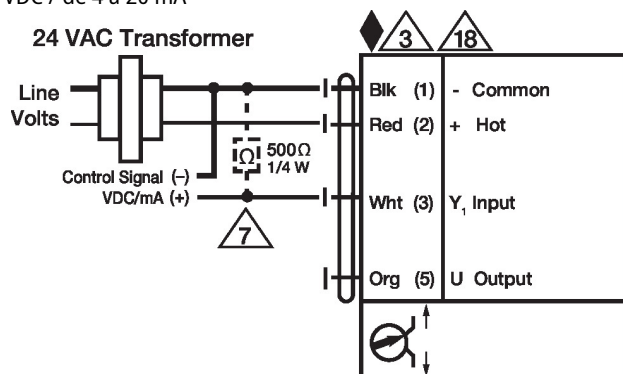 VDC / de 4 a 20 mA
24 VAC Transformer
3
18
Line
Volts
Blk (1) - Common
Red (2) + Hot
Ω
500Ω
1/4 W
Control Signal (–)
VDC/mA (+)
Wht (3) Y₁ Input
7
Org (5) U Output